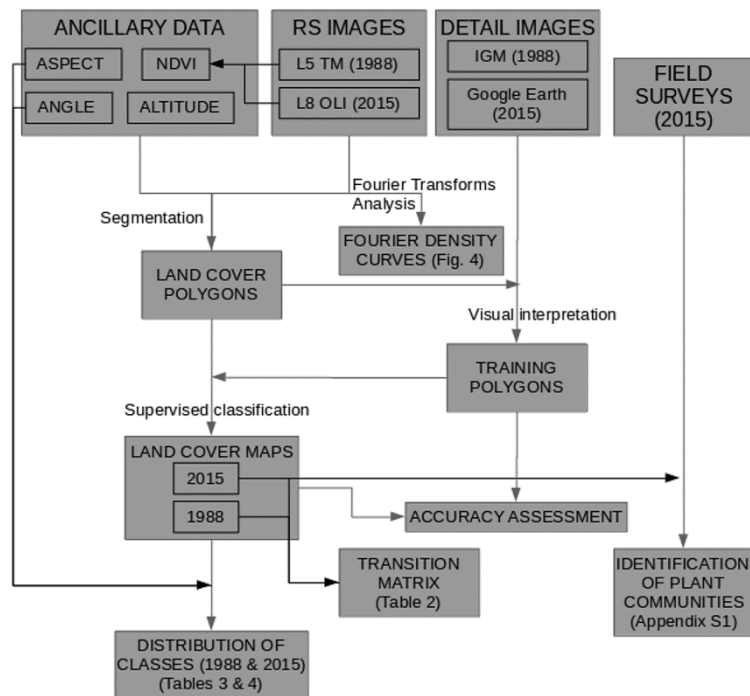 ANCILLARY DATA
ASPECT
NDVI
ANGLE
ALTITUDE
RS IMAGES
L5 TM (1988)
L8 OLI (2015)
DETAIL IMAGES
IGM (1988)
Google Earth
(2015)
FIELD
SURVEYS
(2015)
Fourier Transforms
Analysis
Segmentation
FOURIER DENSITY
CURVES (Fig. 4)
LAND COVER
POLYGONS
Visual interpretation
TRAINING
POLYGONS
Supervised classification
LAND COVER MAPS
2015
1988
ACCURACY ASSESSMENT
TRANSITION
MATRIX
(Table 2)
IDENTIFICATION
OF PLANT
COMMUNITIES
(Appendix S1)
DISTRIBUTION OF
CLASSES (1988 & 2015)
(Tables 3 & 4)